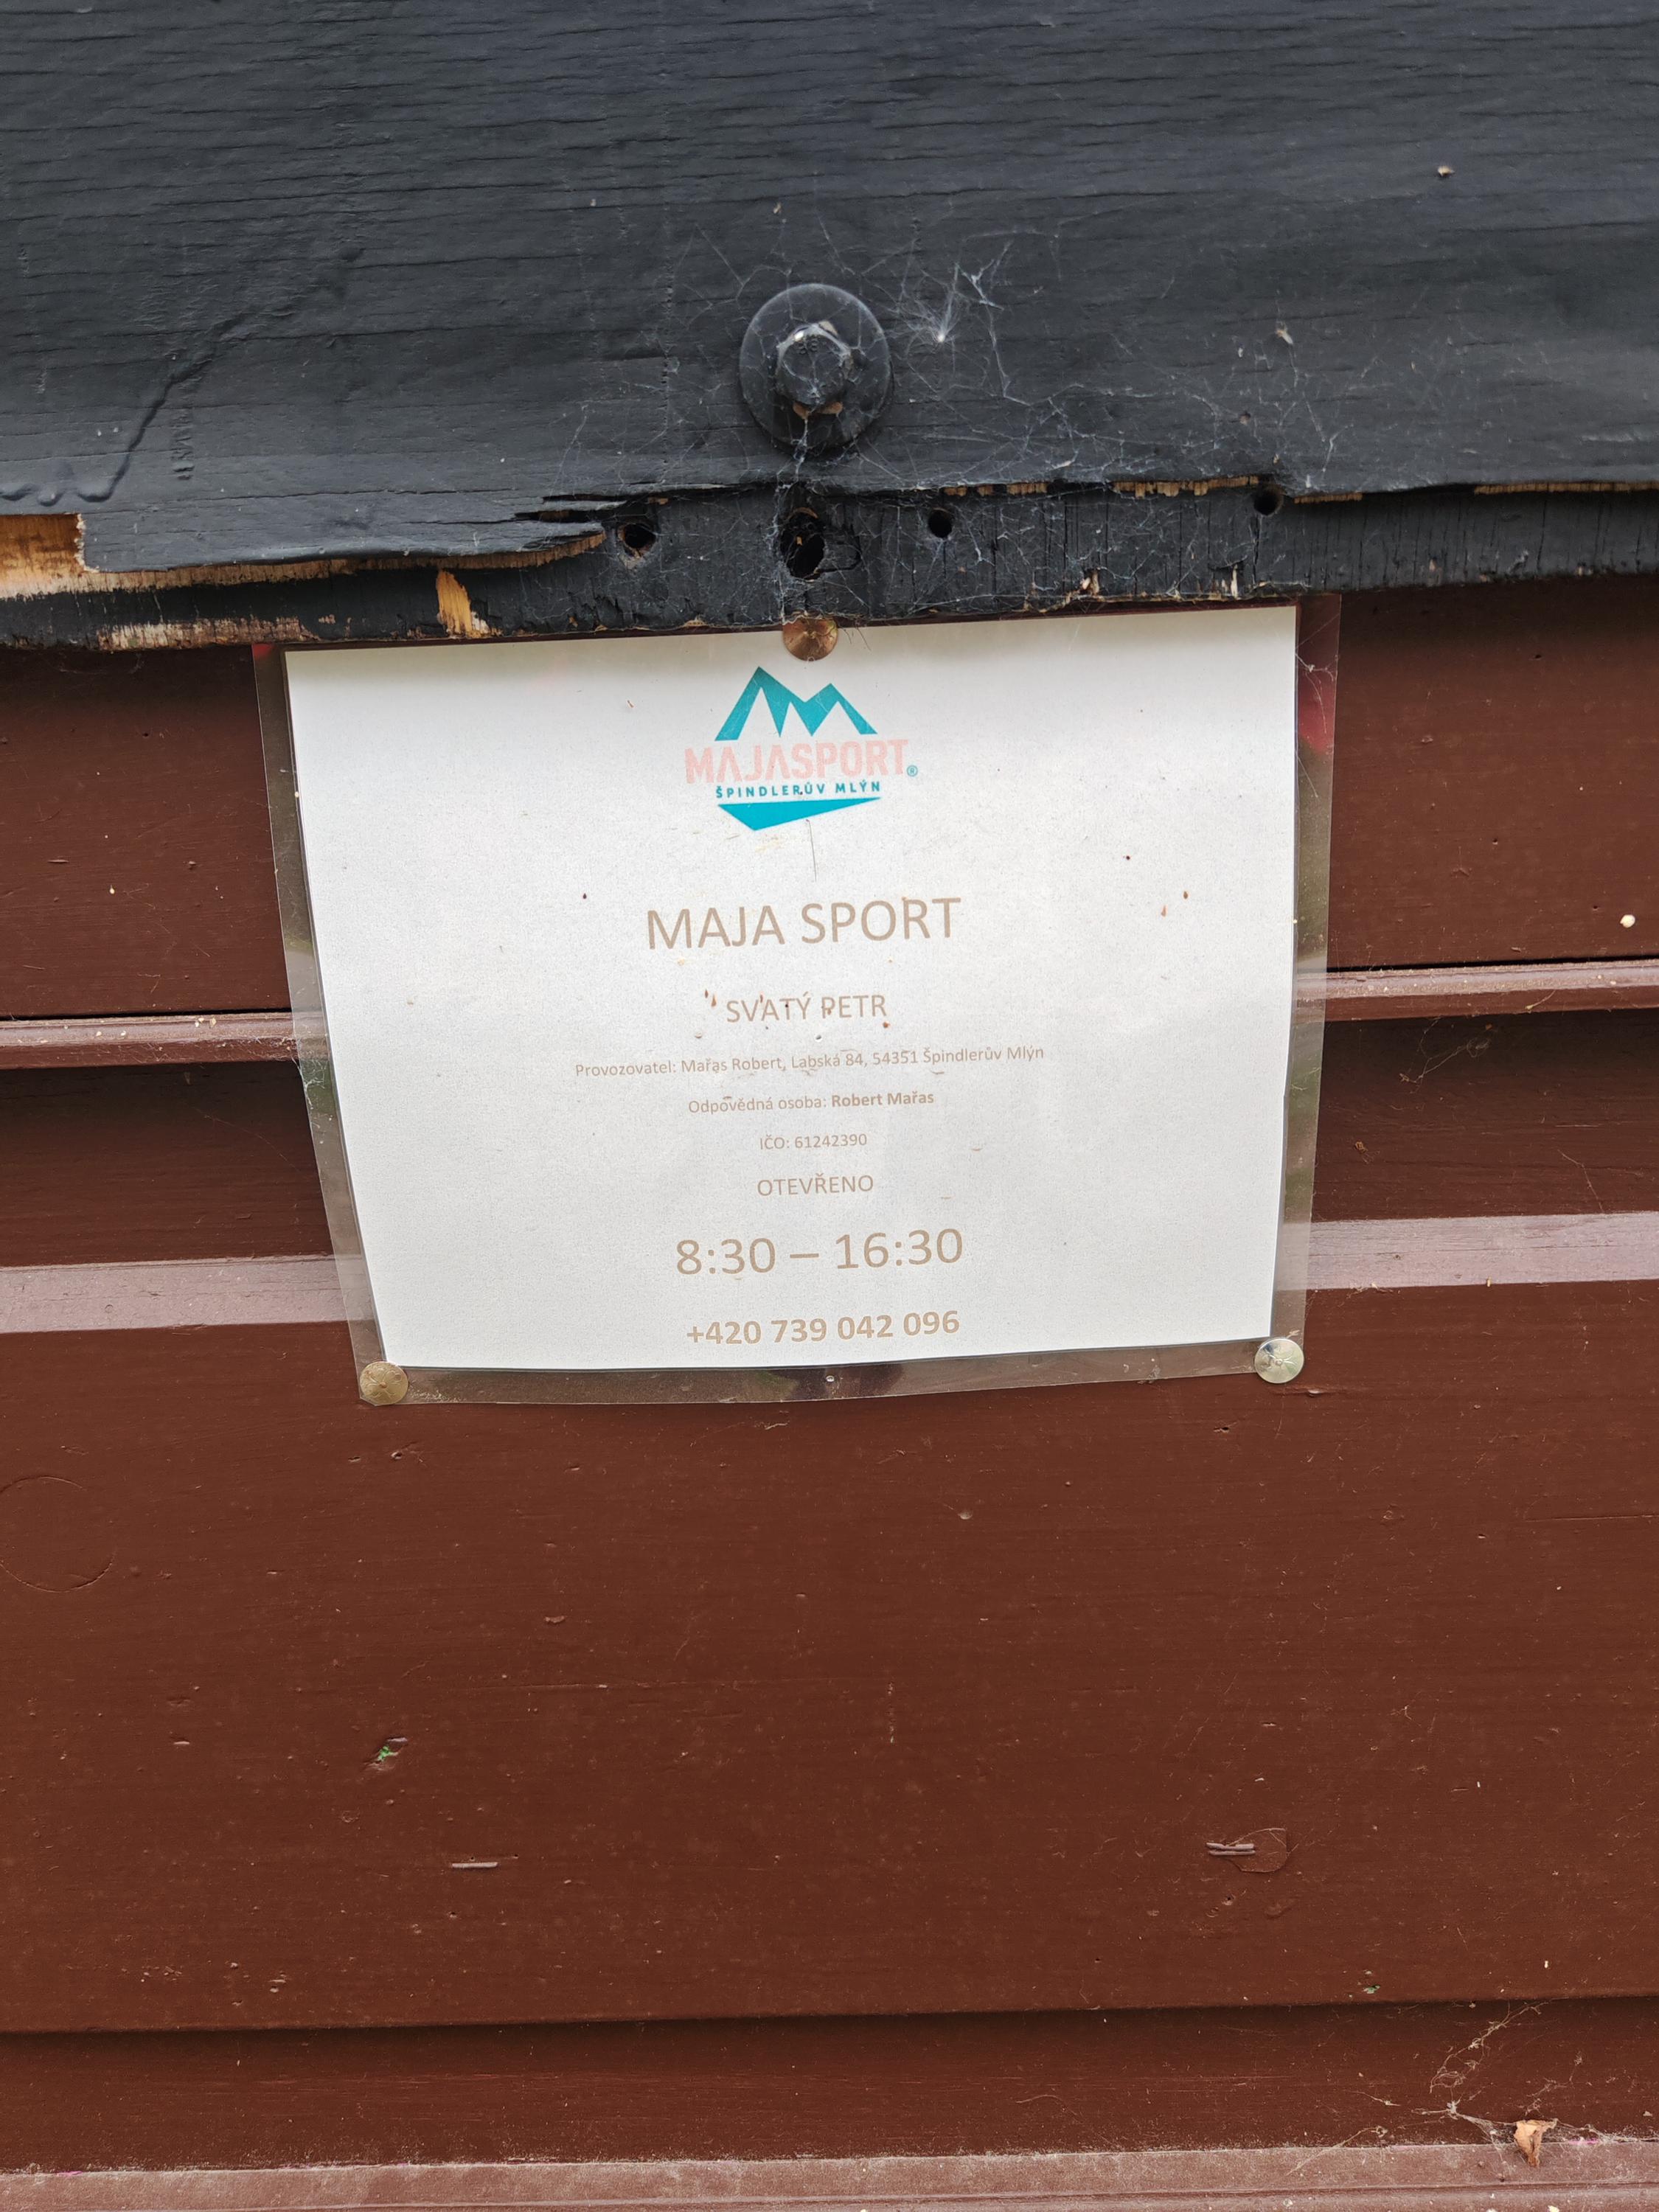 MAJASPORT®
ŠPINDLERŮV MLÝN
MAJA SPORT
SVATÝ PETR
Provozovatel: Mařas Robert, Labská 84, 54351 Špindlerův Mlýn
Odpovědná osoba: Robert Mařas
IČO: 61242390
OTEVŘENO
8:30 – 16:30
+420 739 042 096